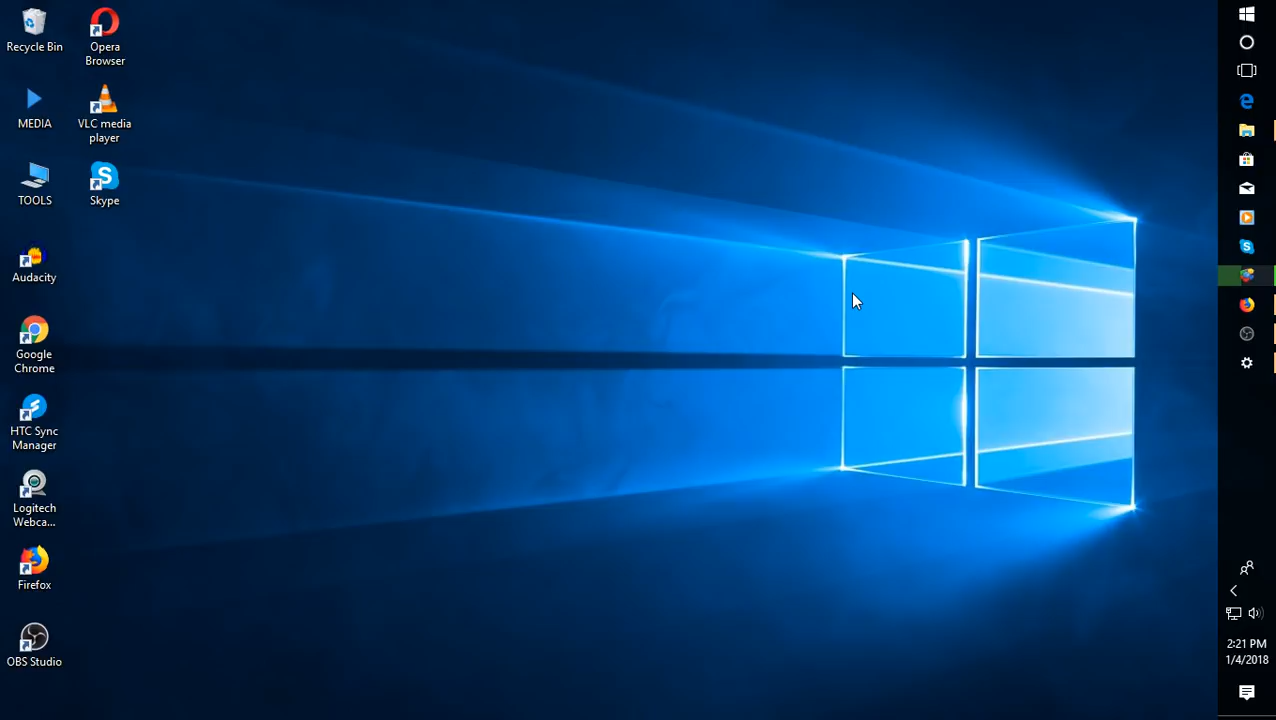 Recycle Bin
Opera
Browser
MEDIA
VLC media
player
TOOLS
Skype
Audacity
Google
Chrome
HTC Sync
Manager
Logitech
Webca...
Firefox
OBS Studio
2:21 PM
1/4/2018